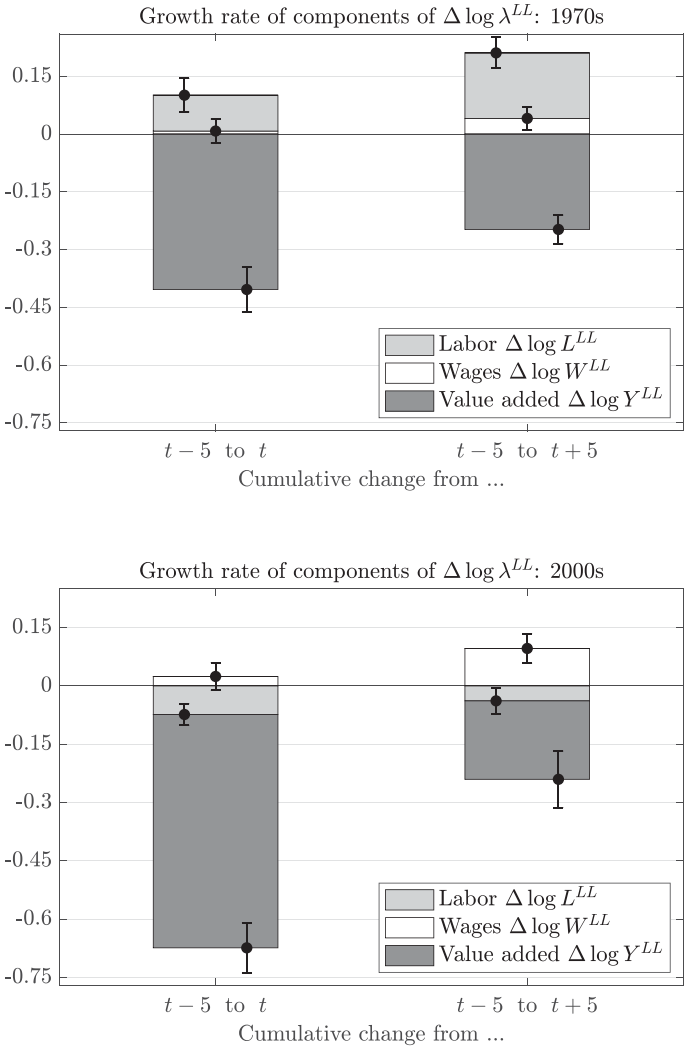 Growth rate of components of Δ log λ^{LL}: 1970s
0.15
0
-0.15
-0.3
-0.45
-0.6
-0.75
Labor Δ log L^{LL}
Wages Δ log W^{LL}
Value added Δ log Y^{LL}
t − 5 to t
t − 5 to t + 5
Cumulative change from ...
Growth rate of components of Δ log λ^{LL}: 2000s
0.15
0
-0.15
-0.3
-0.45
-0.6
-0.75
Labor Δ log L^{LL}
Wages Δ log W^{LL}
Value added Δ log Y^{LL}
t − 5 to t
t − 5 to t + 5
Cumulative change from ...